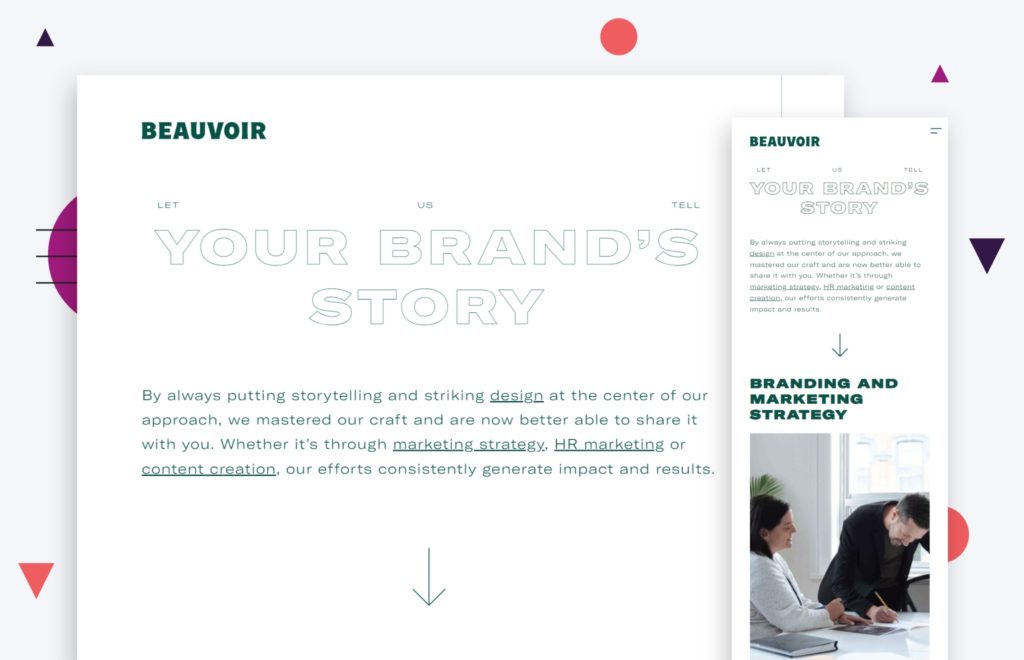 BEAUVOIR
LET US TELL
YOUR BRAND’S
STORY
By always putting storytelling and striking design at the center of our
approach, we mastered our craft and are now better able to share it
with you. Whether it’s through marketing strategy, HR marketing or
content creation, our efforts consistently generate impact and results.
BEAUVOIR
LET US TELL
YOUR BRAND’S
STORY
By always putting storytelling and striking
design at the center of our approach, we
mastered our craft and are now better able to
share it with you. Whether it’s through
marketing strategy, HR marketing or content
creation, our efforts consistently generate
impact and results.
BRANDING AND
MARKETING
STRATEGY